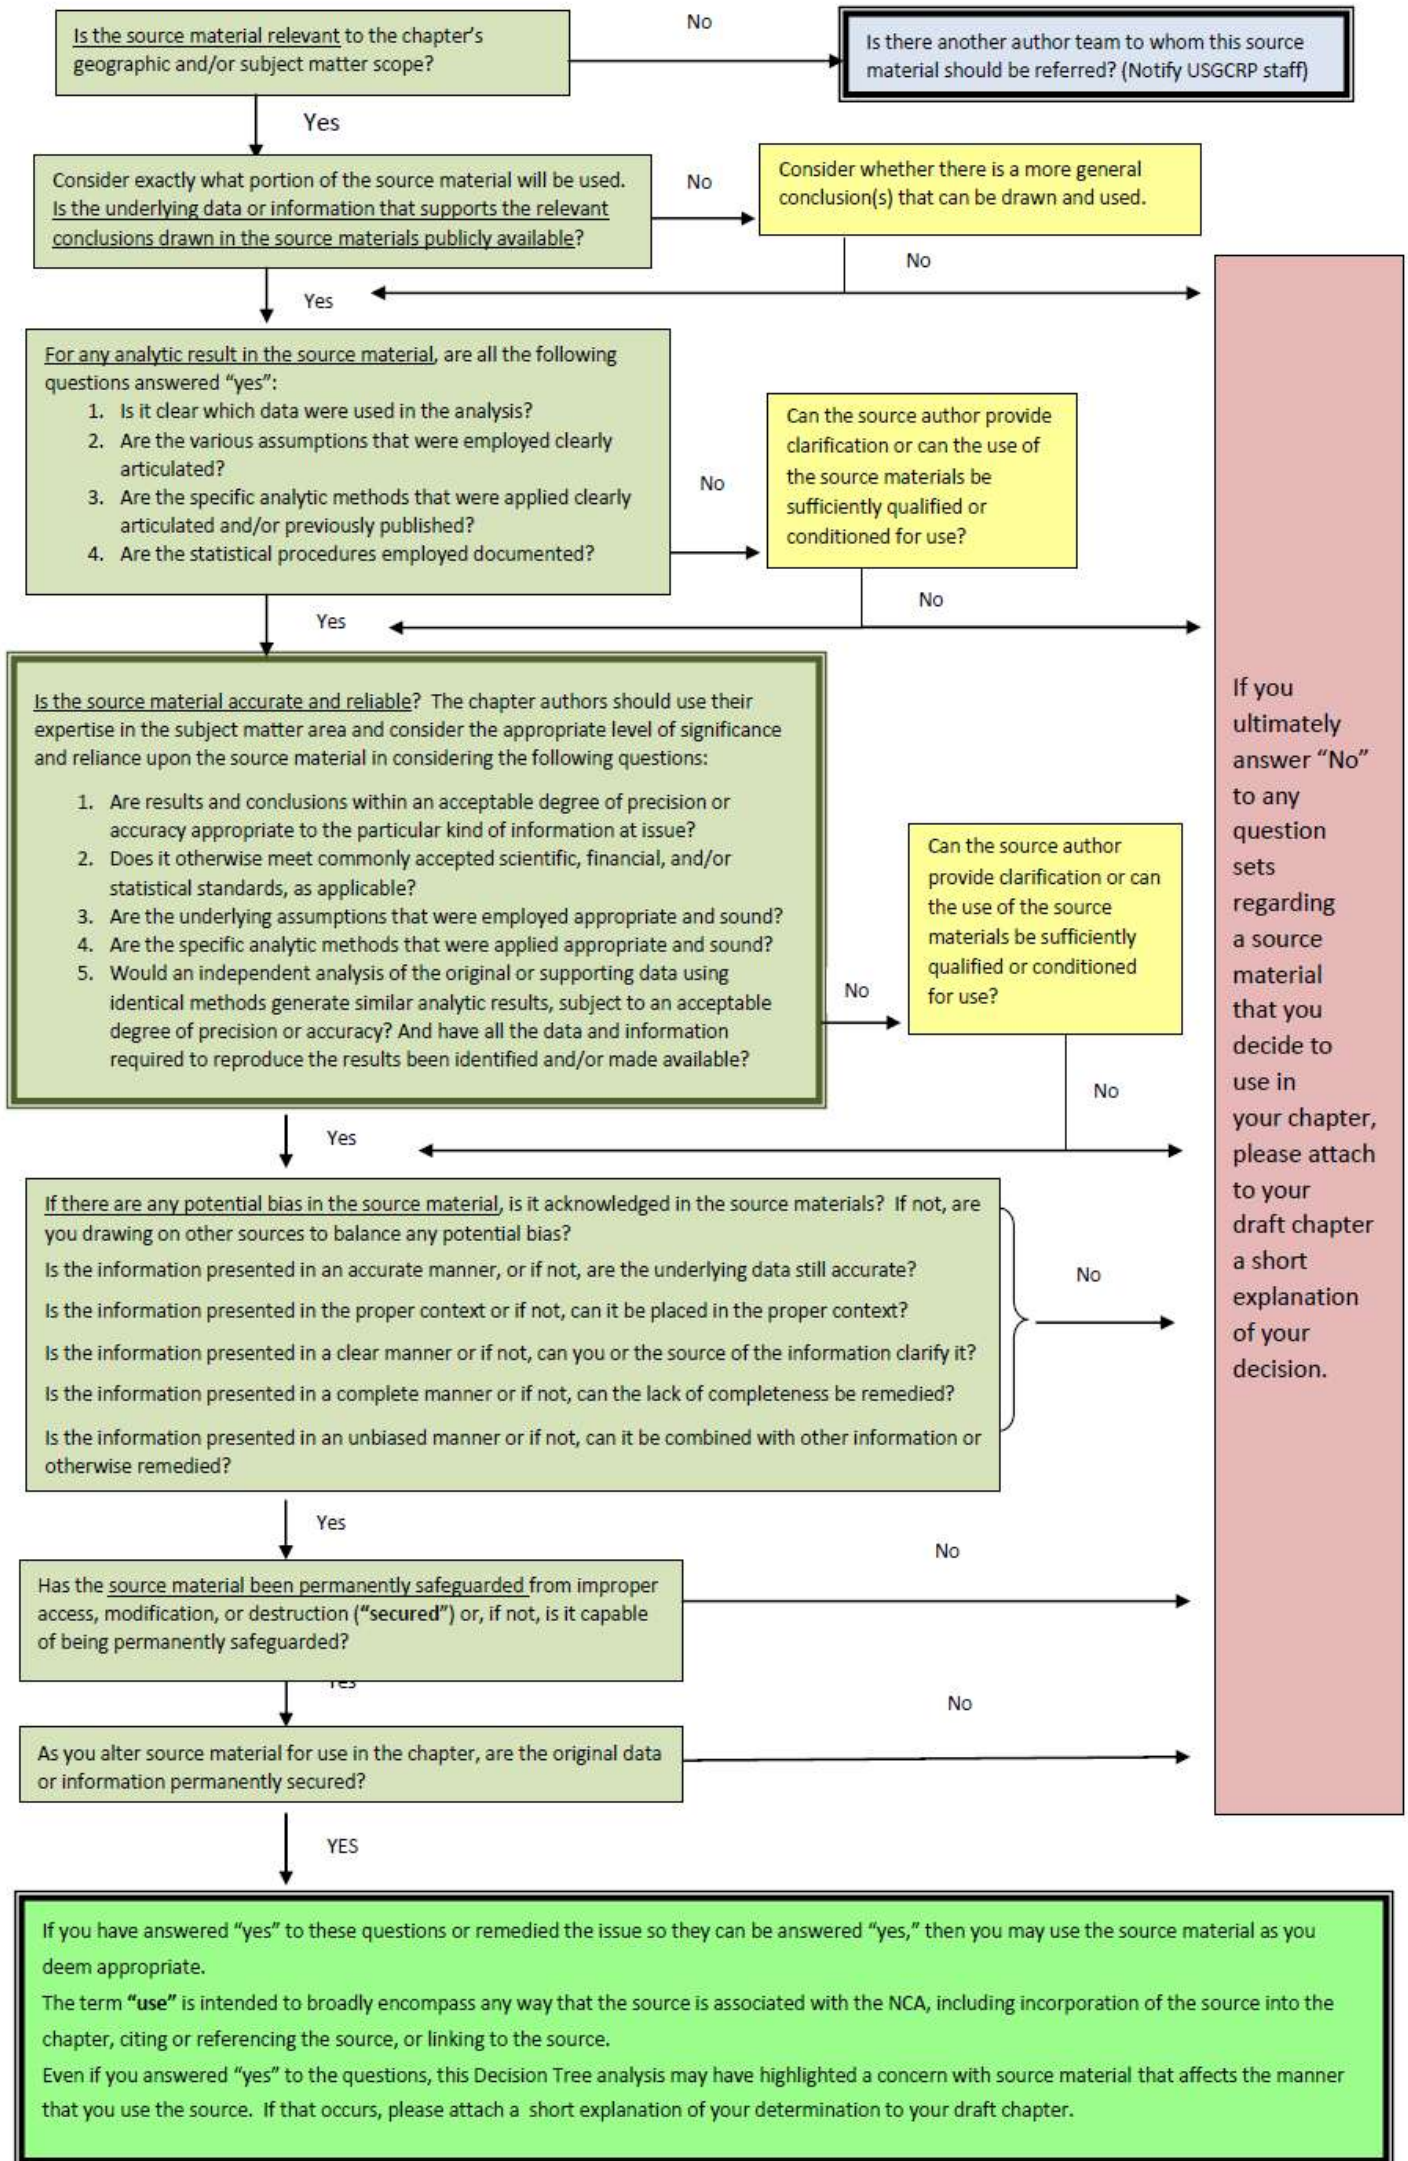 Is the source material relevant to the chapter's
geographic and/or subject matter scope?
No
Is there another author team to whom this source
material should be referred? (Notify USGCRP staff)
Yes
Consider exactly what portion of the source material will be used.
Is the underlying data or information that supports the relevant
conclusions drawn in the source materials publicly available?
No
Consider whether there is a more general
conclusion(s) that can be drawn and used.
No
Yes
For any analytic result in the source material, are all the following
questions answered “yes”:
1. Is it clear which data were used in the analysis?
2. Are the various assumptions that were employed clearly
articulated?
3. Are the specific analytic methods that were applied clearly
articulated and/or previously published?
4. Are the statistical procedures employed documented?
No
Can the source author provide
clarification or can the use of
the source materials be
sufficiently qualified or
conditioned for use?
No
Yes
Is the source material accurate and reliable? The chapter authors should use their
expertise in the subject matter area and consider the appropriate level of significance
and reliance upon the source material in considering the following questions:
1. Are results and conclusions within an acceptable degree of precision or
accuracy appropriate to the particular kind of information at issue?
2. Does it otherwise meet commonly accepted scientific, financial, and/or
statistical standards, as applicable?
3. Are the underlying assumptions that were employed appropriate and sound?
4. Are the specific analytic methods that were applied appropriate and sound?
5. Would an independent analysis of the original or supporting data using
identical methods generate similar analytic results, subject to an acceptable
degree of precision or accuracy? And have all the data and information
required to reproduce the results been identified and/or made available?
No
Can the source author
provide clarification or can
the use of the source
materials be sufficiently
qualified or conditioned
for use?
No
Yes
If there are any potential bias in the source material, is it acknowledged in the source materials? If not, are
you drawing on other sources to balance any potential bias?
Is the information presented in an accurate manner, or if not, are the underlying data still accurate?
Is the information presented in the proper context or if not, can it be placed in the proper context?
Is the information presented in a clear manner or if not, can you or the source of the information clarify it?
Is the information presented in a complete manner or if not, can the lack of completeness be remedied?
Is the information presented in an unbiased manner or if not, can it be combined with other information or
otherwise remedied?
No
Yes
Has the source material been permanently safeguarded from improper
access, modification, or destruction (“secured”) or, if not, is it capable
of being permanently safeguarded?
No
Yes
As you alter source material for use in the chapter, are the original data
or information permanently secured?
No
YES
If you
ultimately
answer “No”
to any
question
sets
regarding
a source
material
that you
decide to
use in
your chapter,
please attach
to your
draft chapter
a short
explanation
of your
decision.
If you have answered “yes” to these questions or remedied the issue so they can be answered “yes,” then you may use the source material as you
deem appropriate.
The term “use” is intended to broadly encompass any way that the source is associated with the NCA, including incorporation of the source into the
chapter, citing or referencing the source, or linking to the source.
Even if you answered “yes” to the questions, this Decision Tree analysis may have highlighted a concern with source material that affects the manner
that you use the source. If that occurs, please attach a short explanation of your determination to your draft chapter.